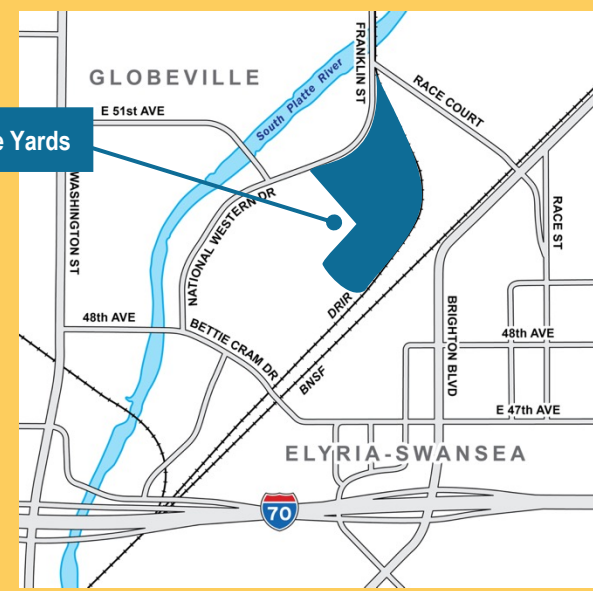 GLOBEVILLE
FRANKLIN ST
South Platte River
RACE COURT
E 51st AVE
e Yards
WASHINGTON ST
NATIONAL WESTERN DR
RACE ST
DRIR
BRIGHTON BLVD
48th AVE
BETTIE CRAM DR
48th AVE
BNSF
E 47th AVE
ELYRIA-SWANSEA
70